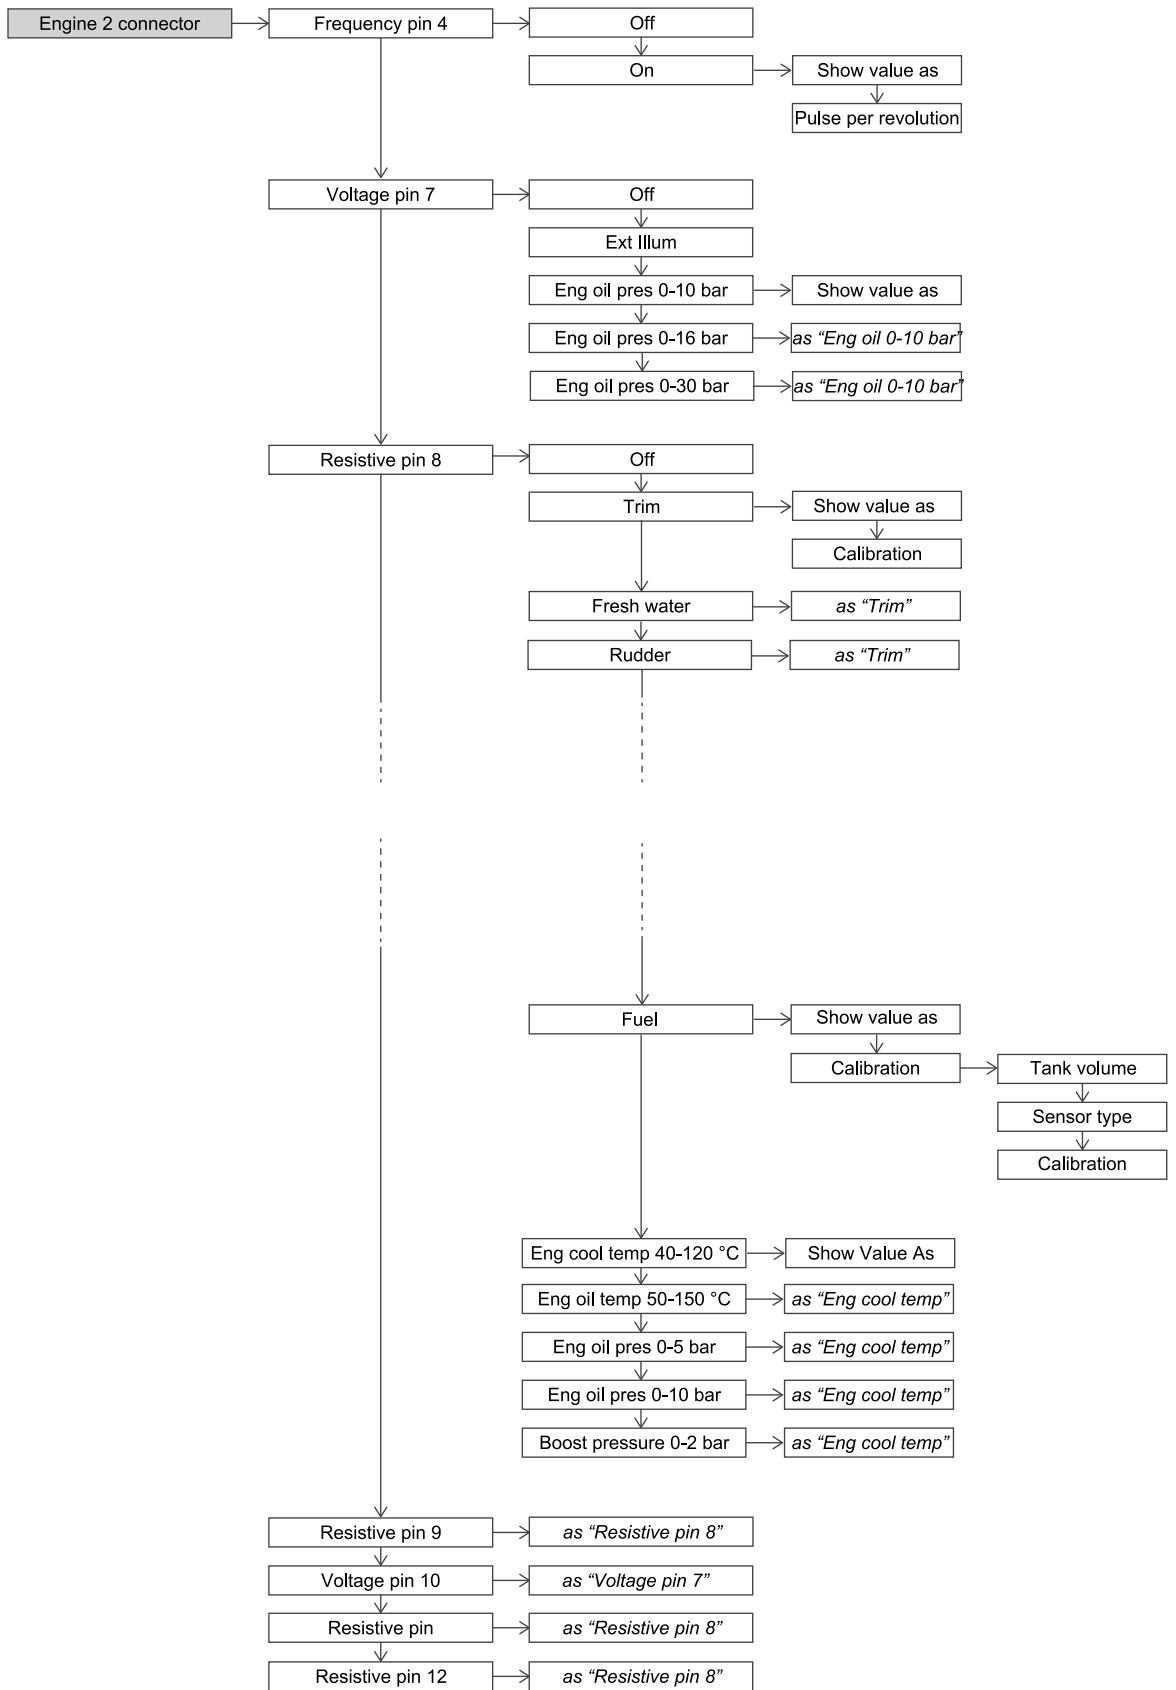 Engine 2 connector
Frequency pin 4
Off
On
Show value as
Pulse per revolution
Voltage pin 7
Off
Ext Illum
Eng oil pres 0-10 bar
Show value as
Eng oil pres 0-16 bar
as “Eng oil 0-10 bar”
Eng oil pres 0-30 bar
as “Eng oil 0-10 bar”
Resistive pin 8
Off
Trim
Show value as
Calibration
Fresh water
as “Trim”
Rudder
as “Trim”
Fuel
Show value as
Calibration
Tank volume
Sensor type
Calibration
Eng cool temp 40-120 °C
Show Value As
Eng oil temp 50-150 °C
as “Eng cool temp”
Eng oil pres 0-5 bar
as “Eng cool temp”
Eng oil pres 0-10 bar
as “Eng cool temp”
Boost pressure 0-2 bar
as “Eng cool temp”
Resistive pin 9
as “Resistive pin 8”
Voltage pin 10
as “Voltage pin 7”
Resistive pin
as “Resistive pin 8”
Resistive pin 12
as “Resistive pin 8”